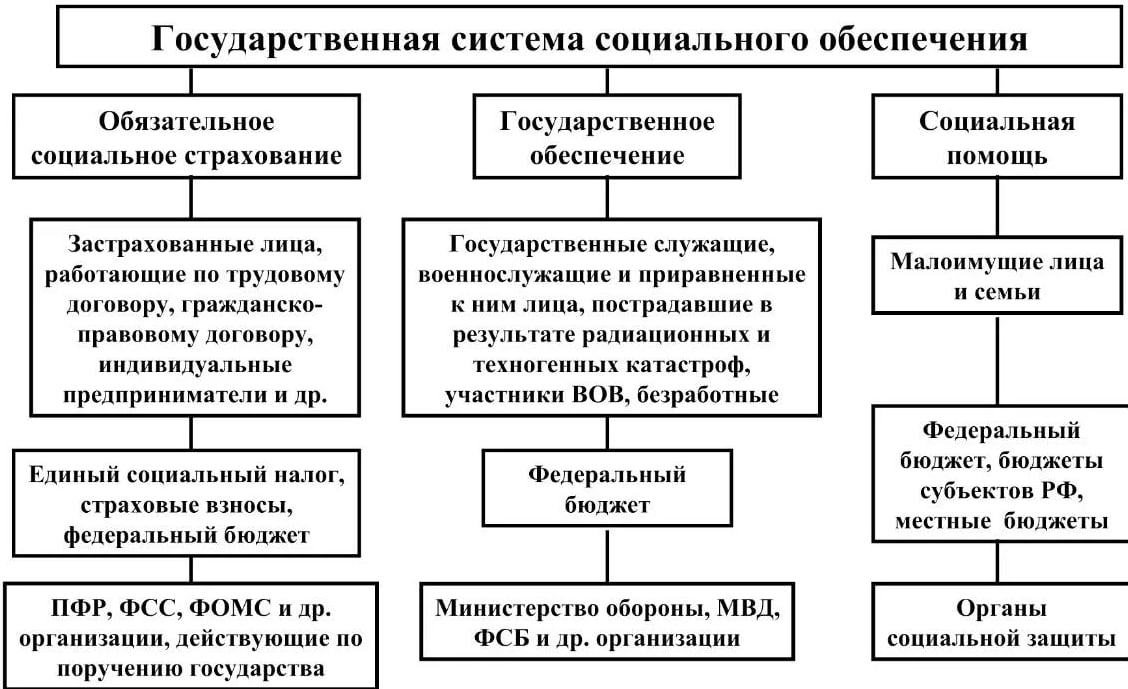 Государственная система социального обеспечения
Обязательное
социальное страхование
Государственное
обеспечение
Социальная
помощь
Застрахованные лица,
работающие по трудовому
договору, гражданско-
правовому договору,
индивидуальные
предприниматели и др.
Государственные служащие,
военнослужащие и приравненные
к ним лица, пострадавшие в
результате радиационных и
техногенных катастроф,
участники ВОВ, безработные
Малоимущие лица
и семьи
Единый социальный налог,
страховые взносы,
федеральный бюджет
Федеральный
бюджет
Федеральный
бюджет, бюджеты
субъектов РФ,
местные бюджеты
ПФР, ФСС, ФОМС и др.
организации, действующие по
поручению государства
Министерство обороны, МВД,
ФСБ и др. организации
Органы
социальной защиты